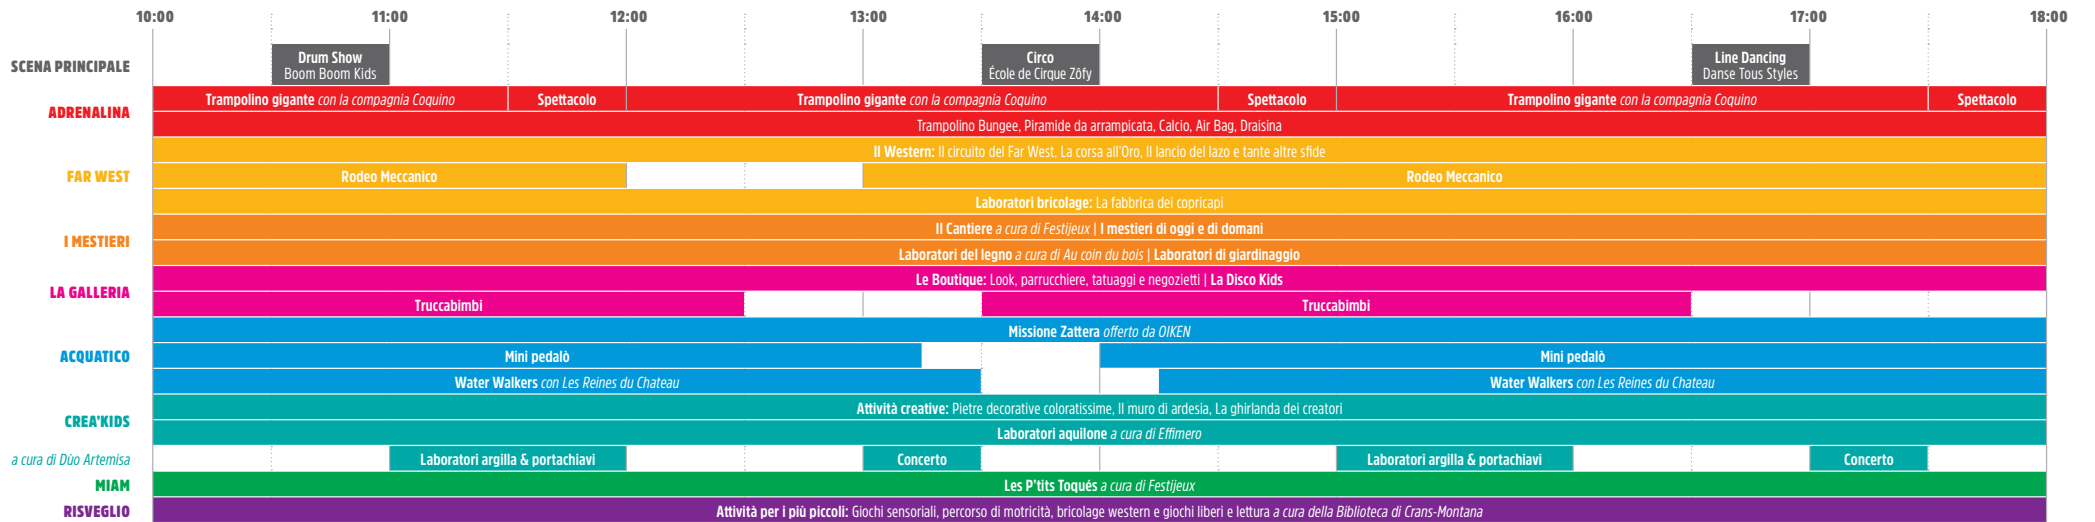 10:00 11:00 12:00 13:00 14:00 15:00 16:00 17:00 18:00
SCENA PRINCIPALE
Drum Show
Boom Boom Kids
Circo
École de Cirque Zôfy
Line Dancing
Danse Tous Styles
ADRENALINA
Trampolino gigante con la compagnia Coquino
Spettacolo
Trampolino gigante con la compagnia Coquino
Spettacolo
Trampolino gigante con la compagnia Coquino
Spettacolo
Trampolino Bungee, Piramide da arrampicata, Calcio, Air Bag, Draisina
FAR WEST
Il Western: Il circuito del Far West, La corsa all'Oro, Il lancio del lazo e tante altre sfide
Rodeo Meccanico
Rodeo Meccanico
Laboratori bricolage: La fabbrica dei copricapi
I MESTIERI
Il Cantiere a cura di Festijeux | I mestieri di oggi e di domani
Laboratori del legno a cura di Au coin du bois | Laboratori di giardinaggio
LA GALLERIA
Le Boutique: Look, parrucchiere, tatuaggi e negozietti | La Disco Kids
Truccabimbi
Truccabimbi
ACQUATICO
Missione Zattera offerto da OIKEN
Mini pedalò
Mini pedalò
Water Walkers con Les Reines du Chateau
Water Walkers con Les Reines du Chateau
CREA'KIDS
Attività creative: Pietre decorative coloratissime, Il muro di ardesia, La ghirlanda dei creatori
Laboratori aquilone a cura di Effimero
a cura di Dùo Artemisa
Laboratori argilla & portachiavi
Concerto
Laboratori argilla & portachiavi
Concerto
MIAM
Les P'tits Toqués a cura di Festijeux
RISVEGLIO
Attività per i più piccoli: Giochi sensoriali, percorso di motricità, bricolage western e giochi liberi e lettura a cura della Biblioteca di Crans-Montana